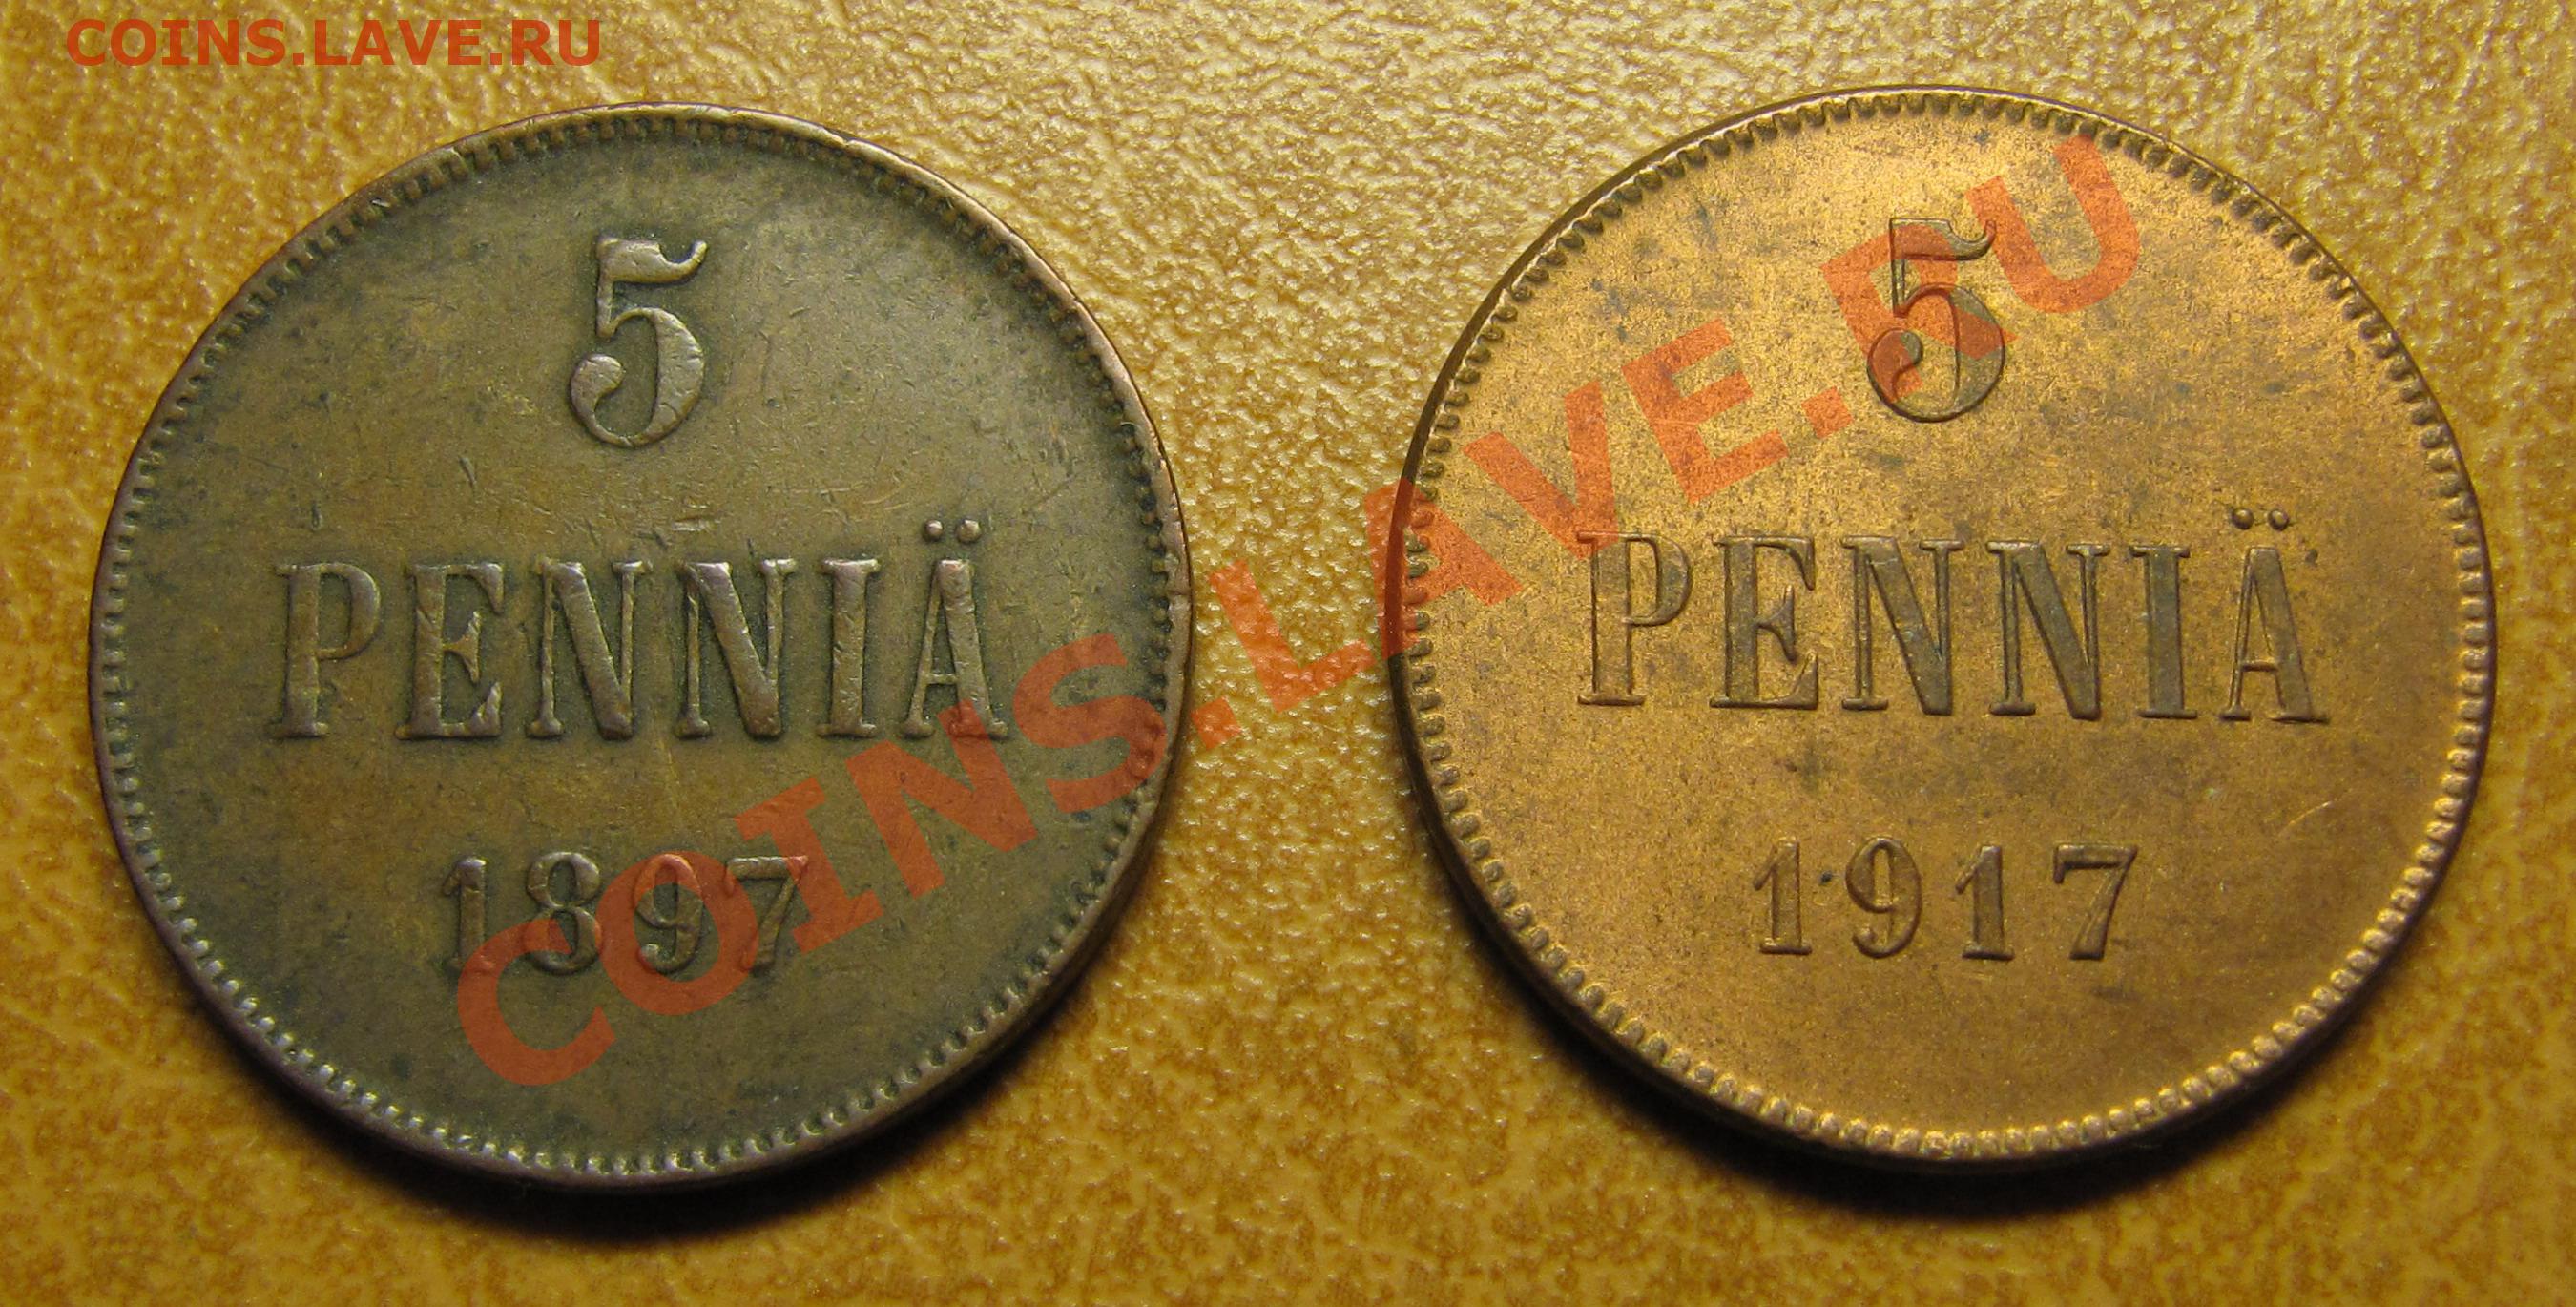 COINS.LAVE.RU
5
PENNIÄ
1897
5
PENNIÄ
1917
COINS.LAVE.RU